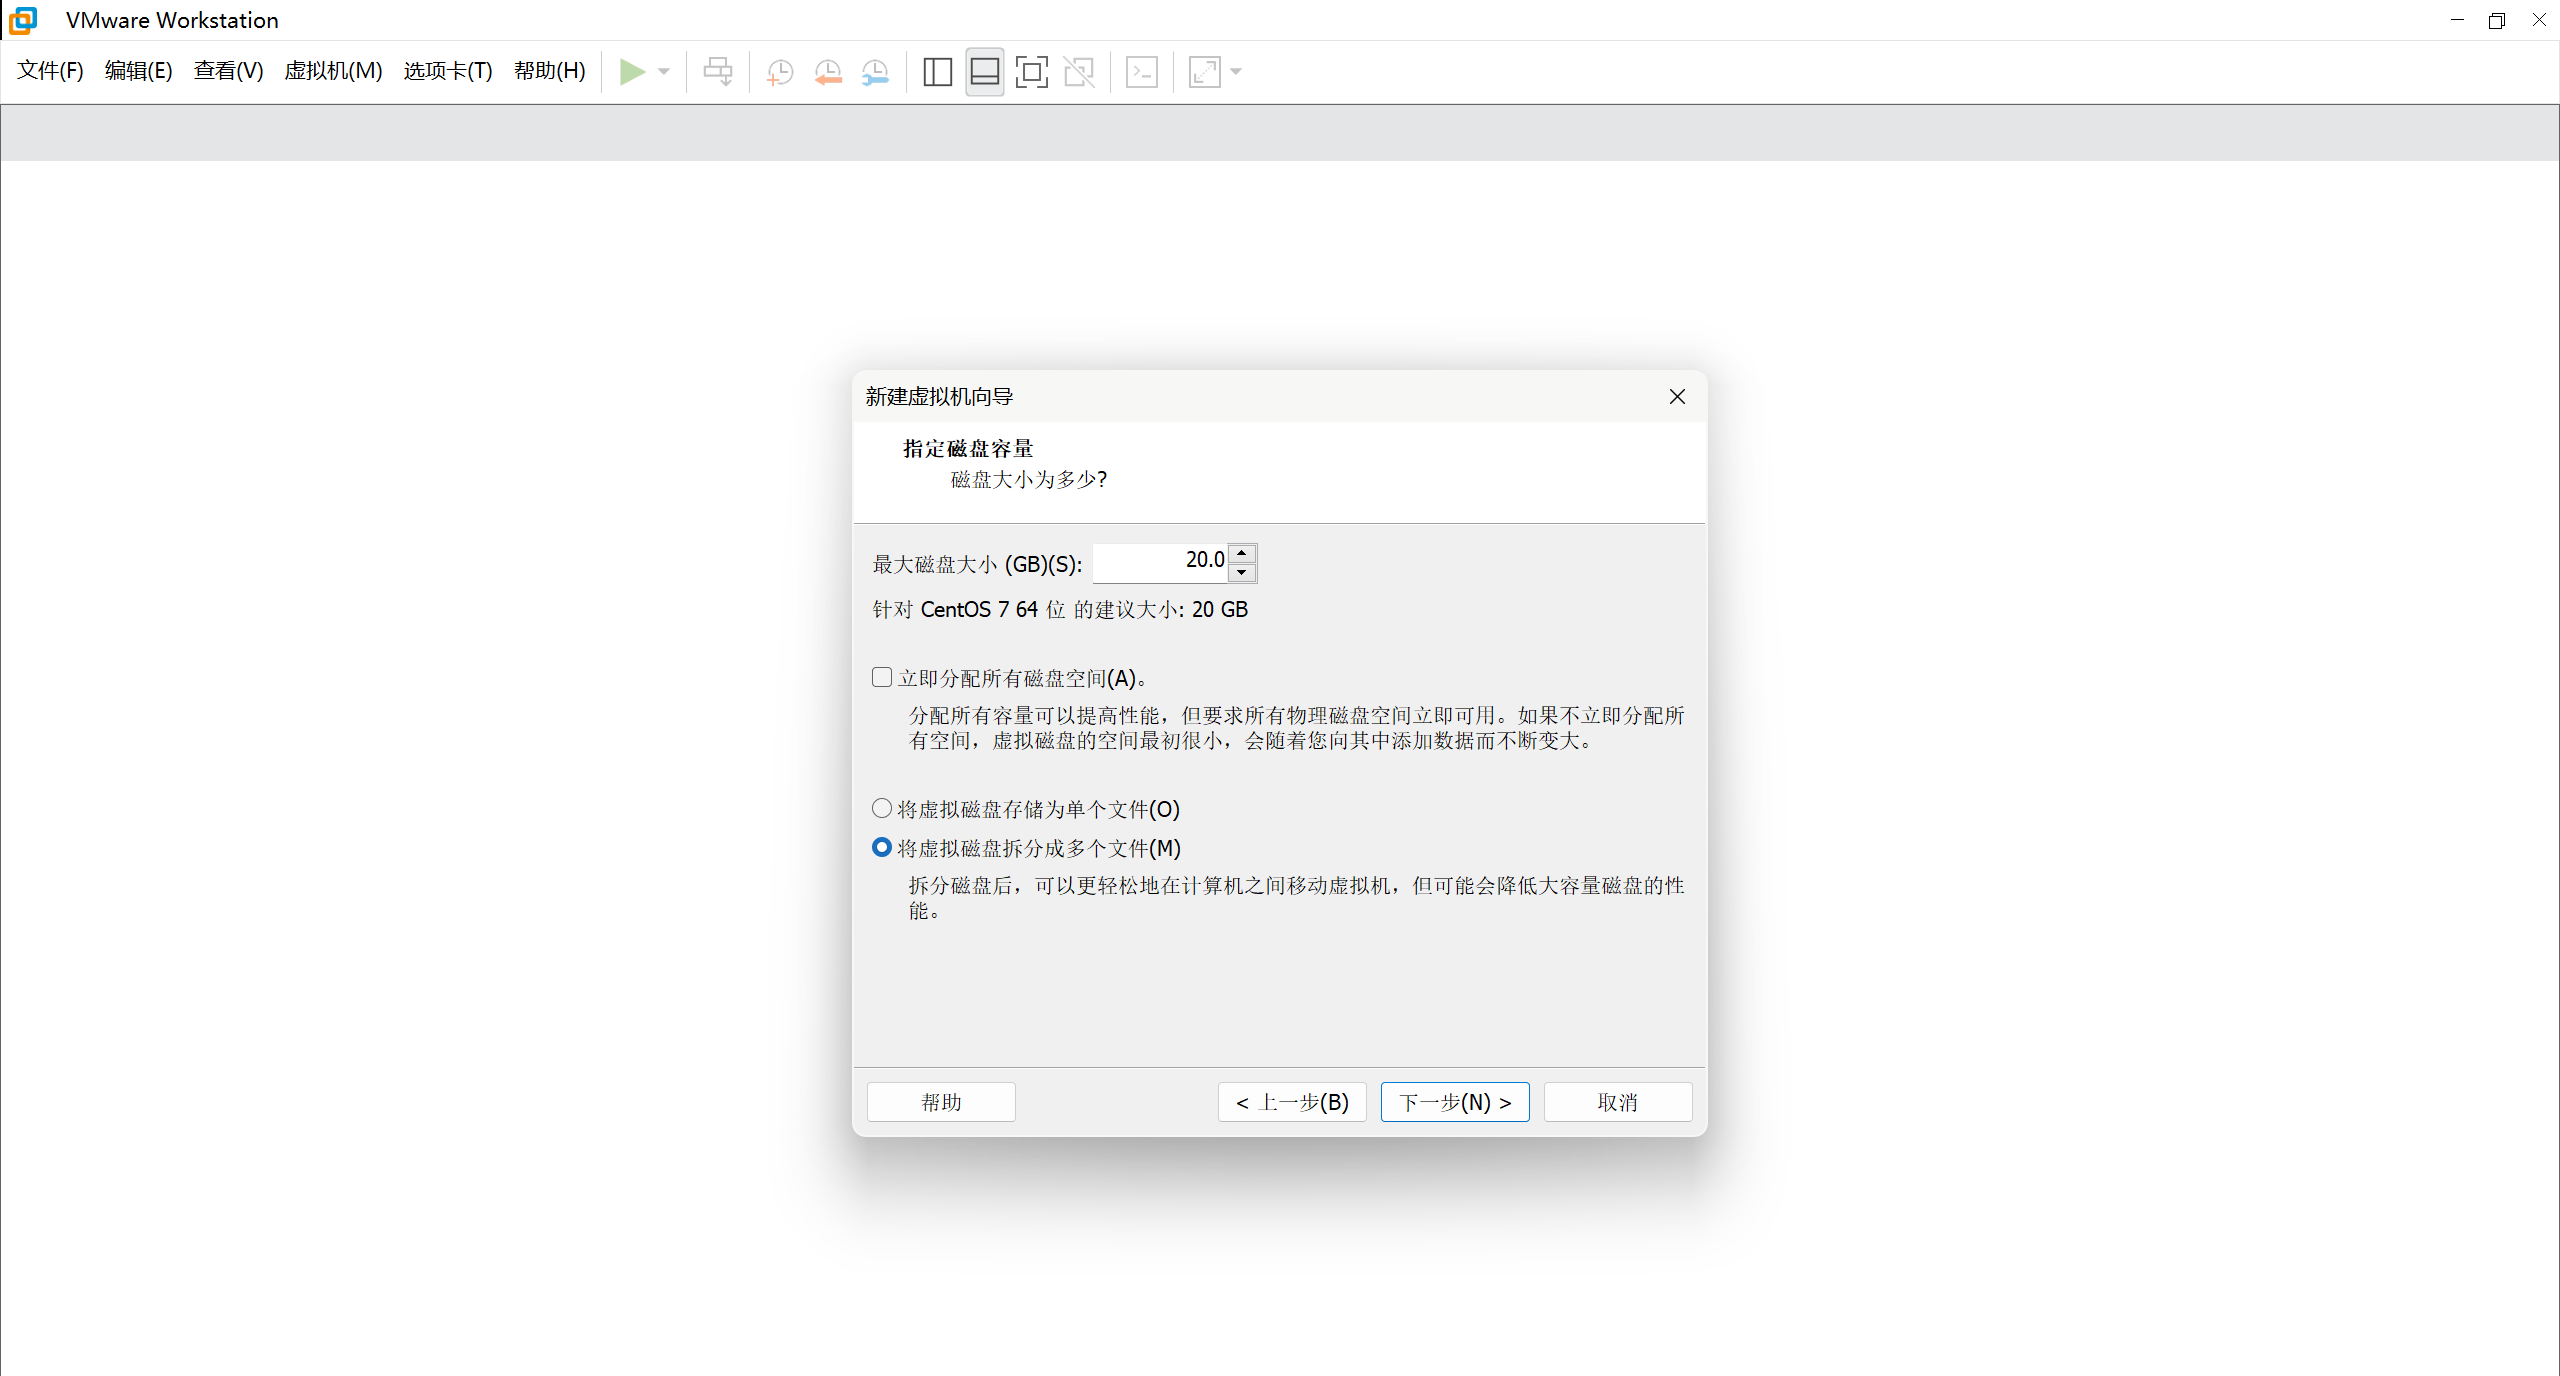 VMware Workstation
文件(F) 编辑(E) 查看(V) 虚拟机(M) 选项卡(T) 帮助(H)
新建虚拟机向导
指定磁盘容量
磁盘大小为多少?
最大磁盘大小 (GB)(S): 20.0
针对 CentOS 7 64 位 的建议大小: 20 GB
立即分配所有磁盘空间(A)。
分配所有容量可以提高性能，但要求所有物理磁盘空间立即可用。如果不立即分配所
有空间，虚拟磁盘的空间最初很小，会随着您向其中添加数据而不断变大。
将虚拟磁盘存储为单个文件(O)
将虚拟磁盘拆分成多个文件(M)
拆分磁盘后，可以更轻松地在计算机之间移动虚拟机，但可能会降低大容量磁盘的性
能。
帮助 < 上一步(B) 下一步(N) > 取消